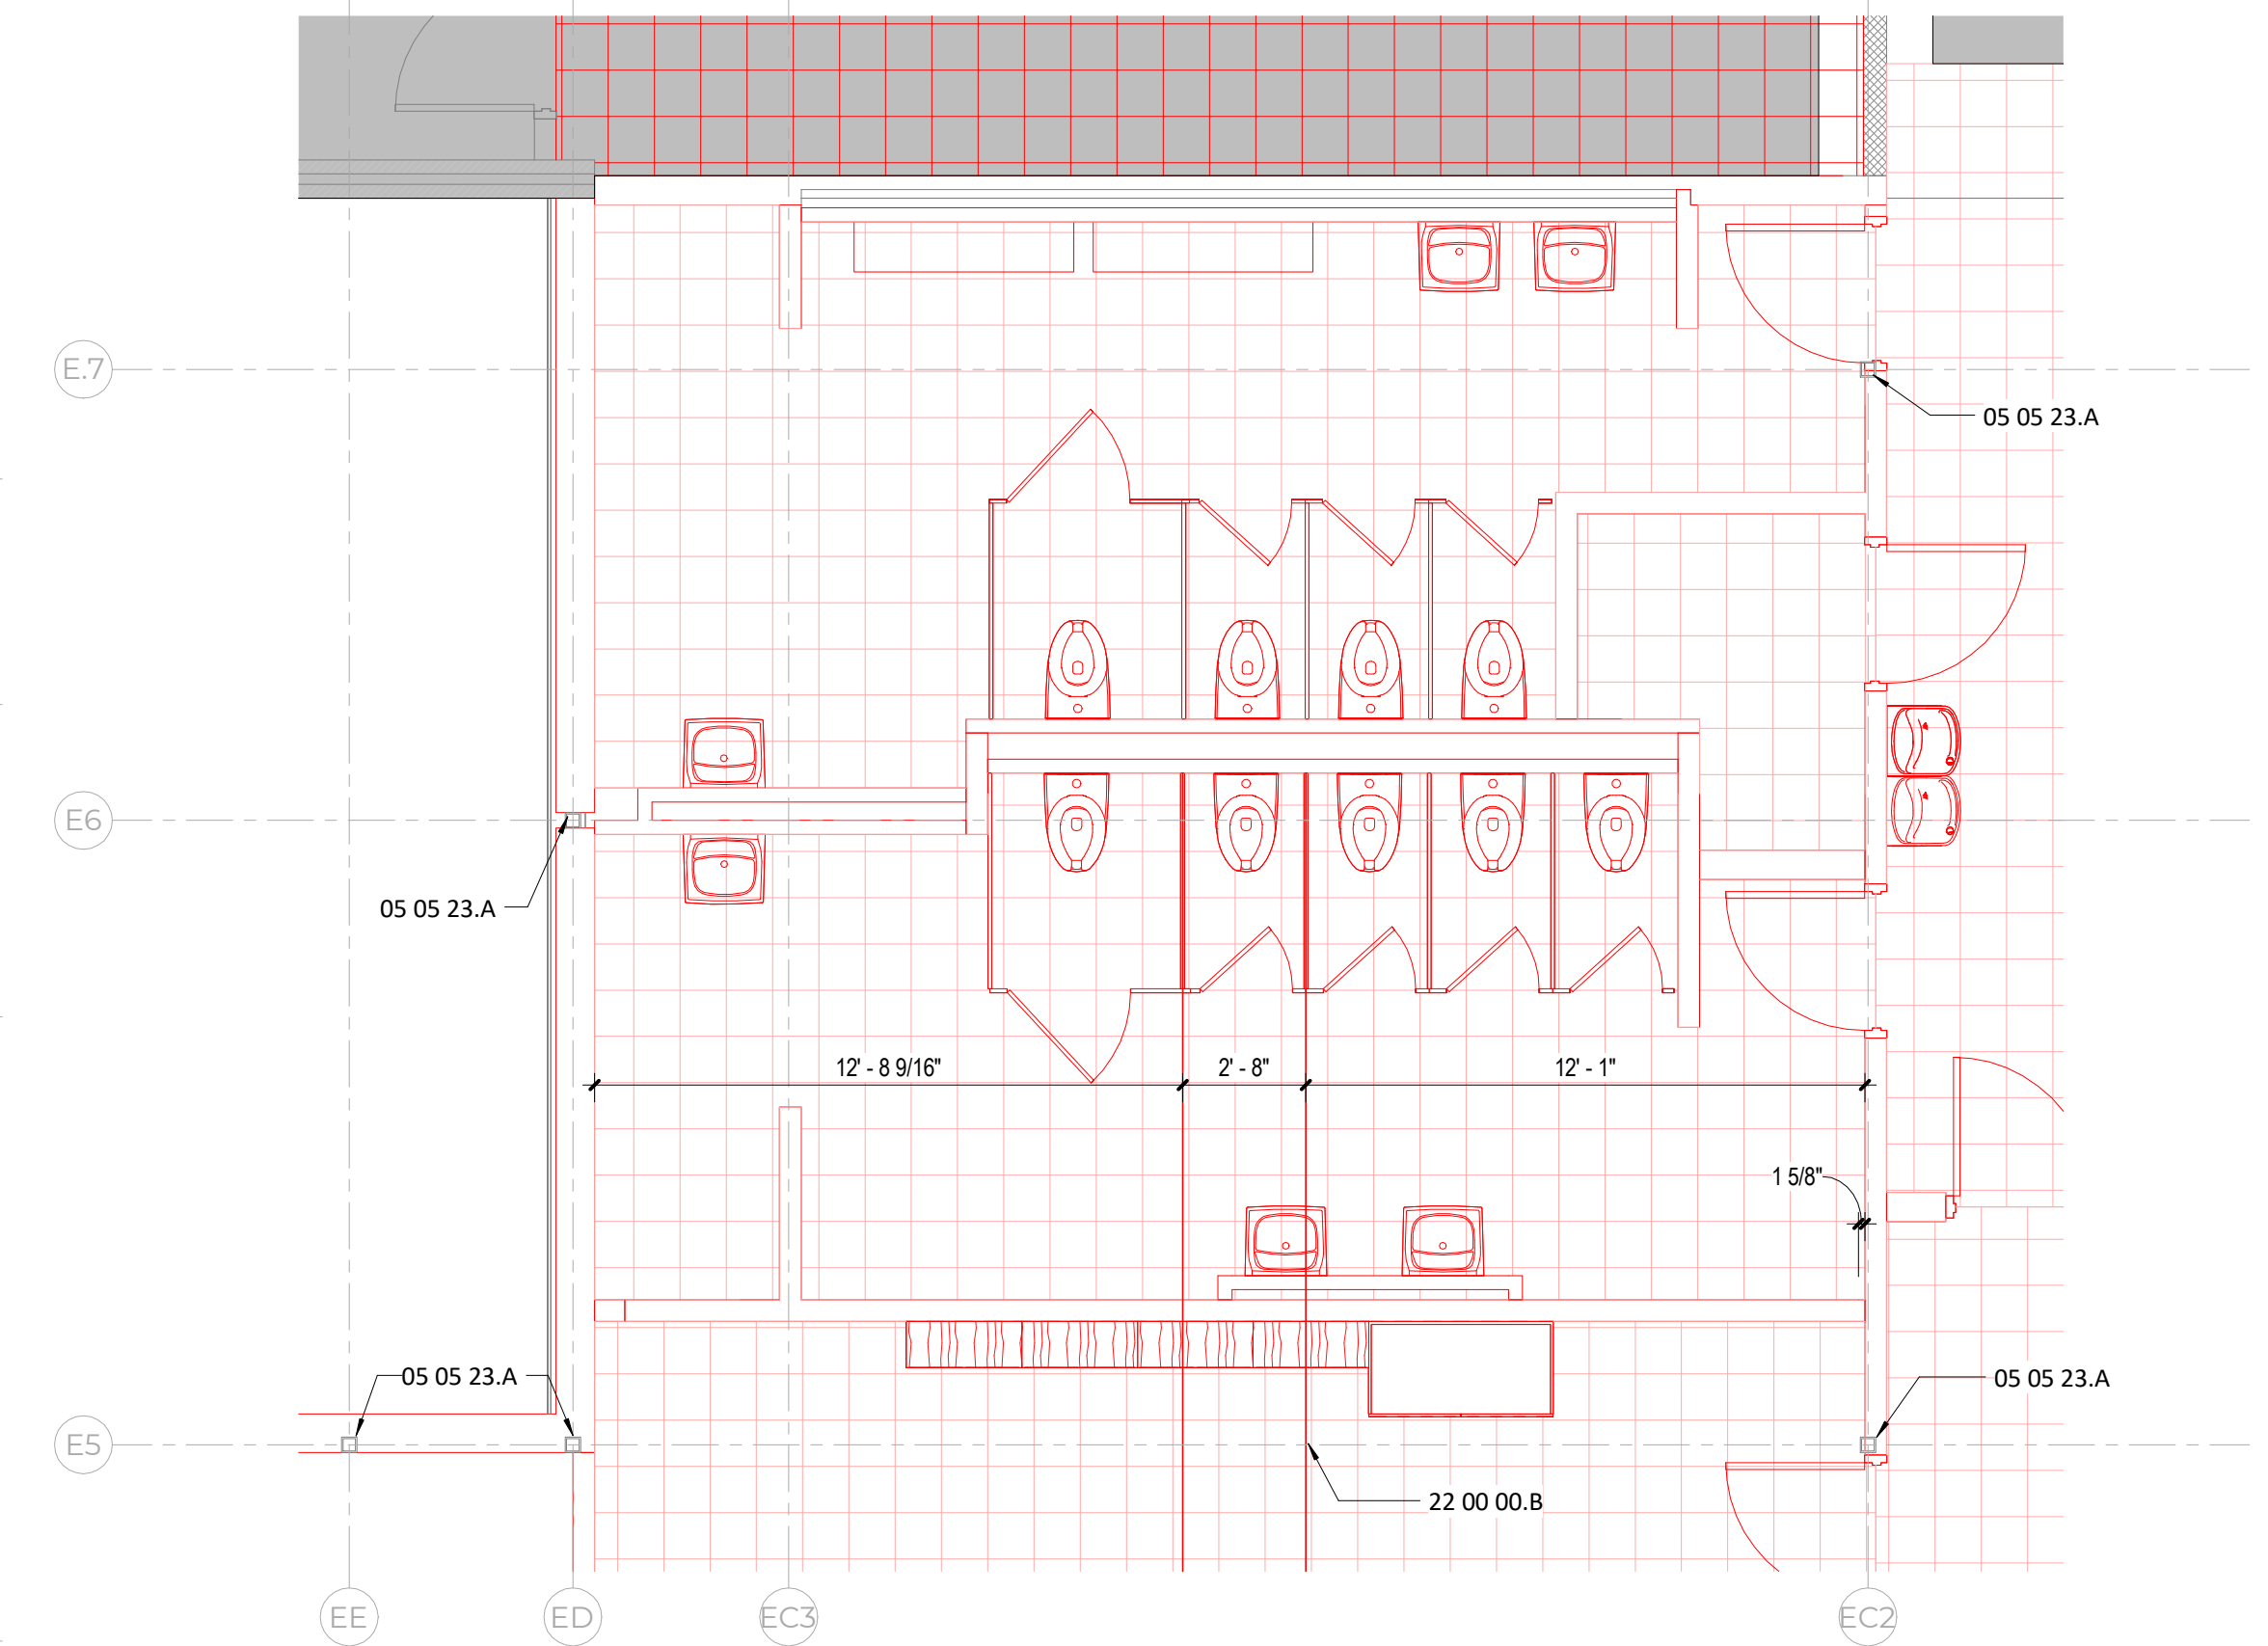 E.7
05 05 23.A
E6
05 05 23.A
12' - 8 9/16"
2' - 8"
12' - 1"
1 5/8"
05 05 23.A
05 05 23.A
E5
22 00 00.B
EE
ED
EC3
EC2